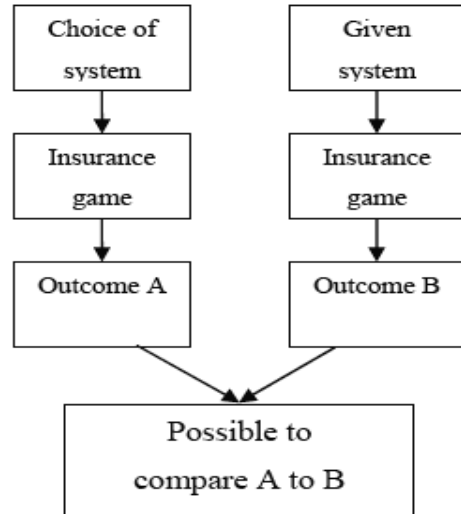 Choice of
system
Given
system
Insurance
game
Insurance
game
Outcome A
Outcome B
Possible to
compare A to B